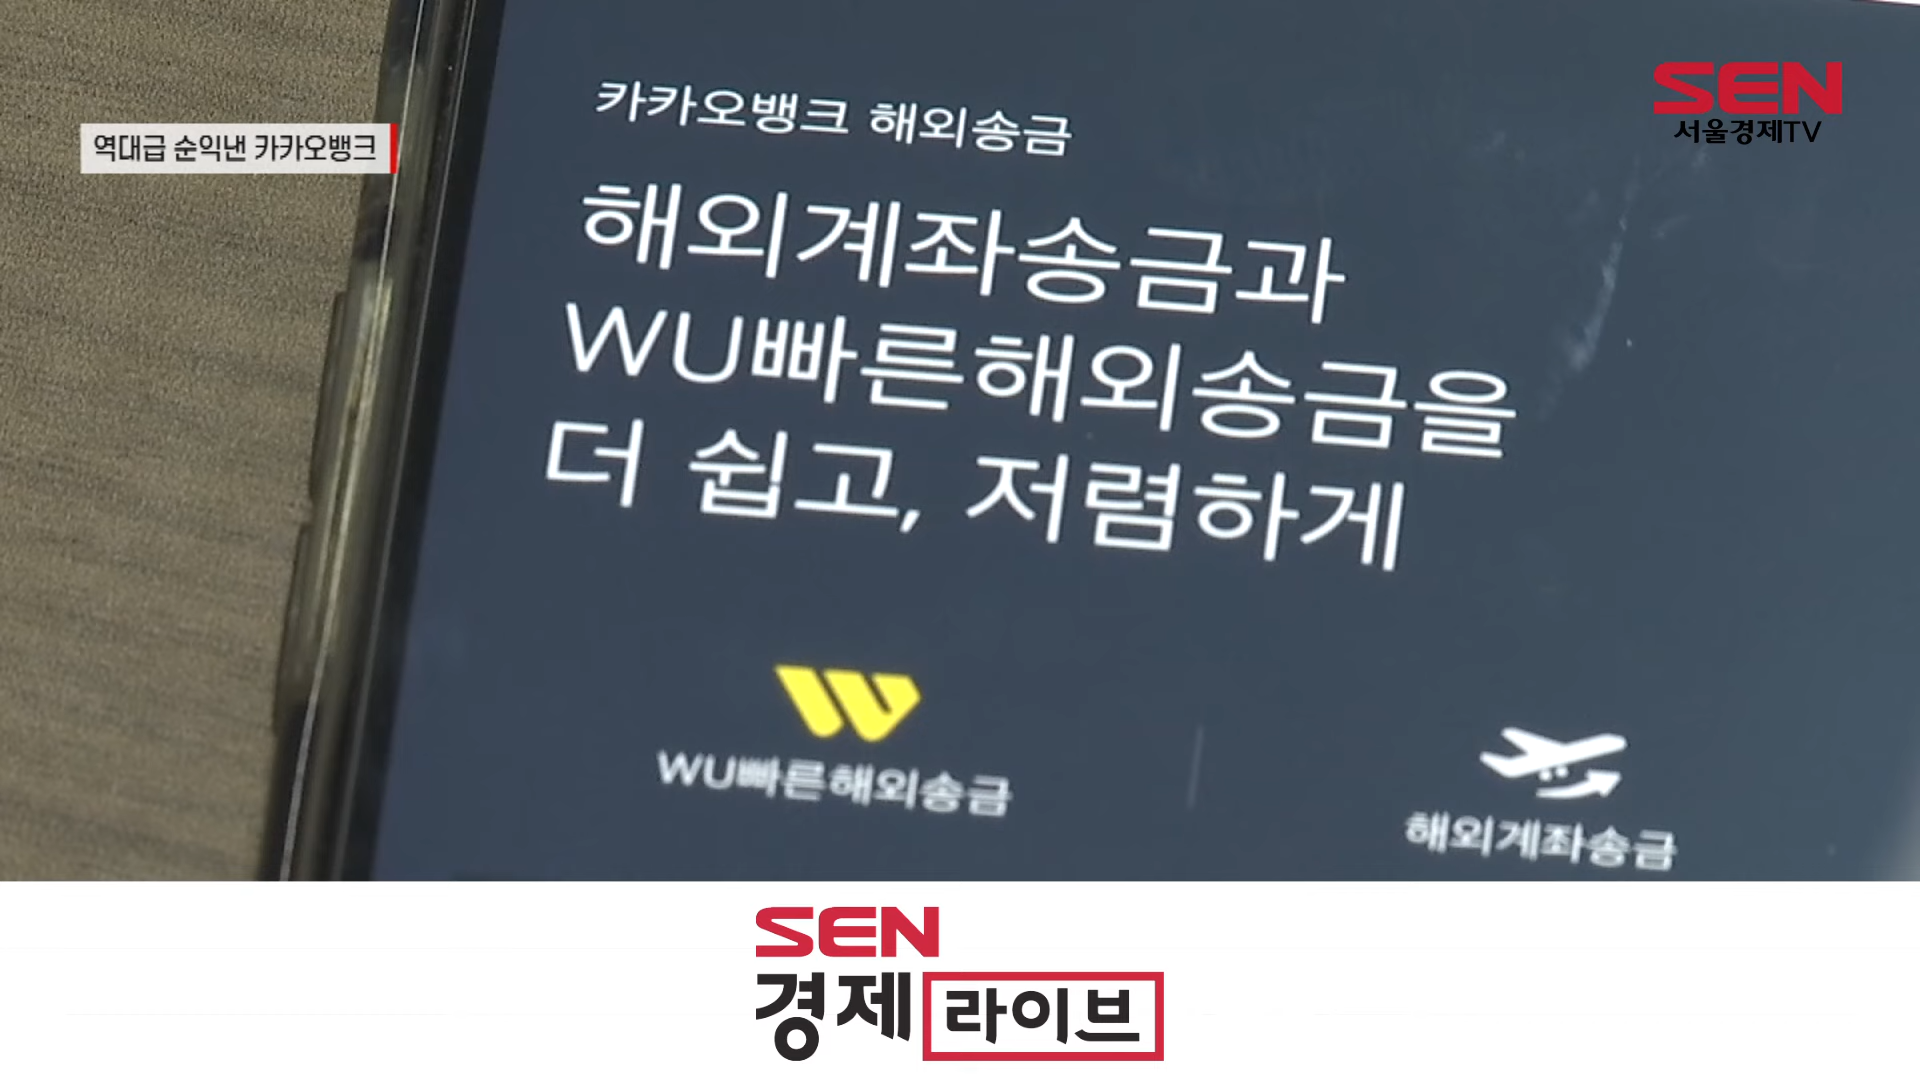 역대급 순익낸 카카오뱅크
SEN
서울경제TV
카카오뱅크 해외송금
해외계좌송금과
WU빠른해외송금을
더 쉽고, 저렴하게
WU빠른해외송금
해외계좌송금
SEN
경제라이브